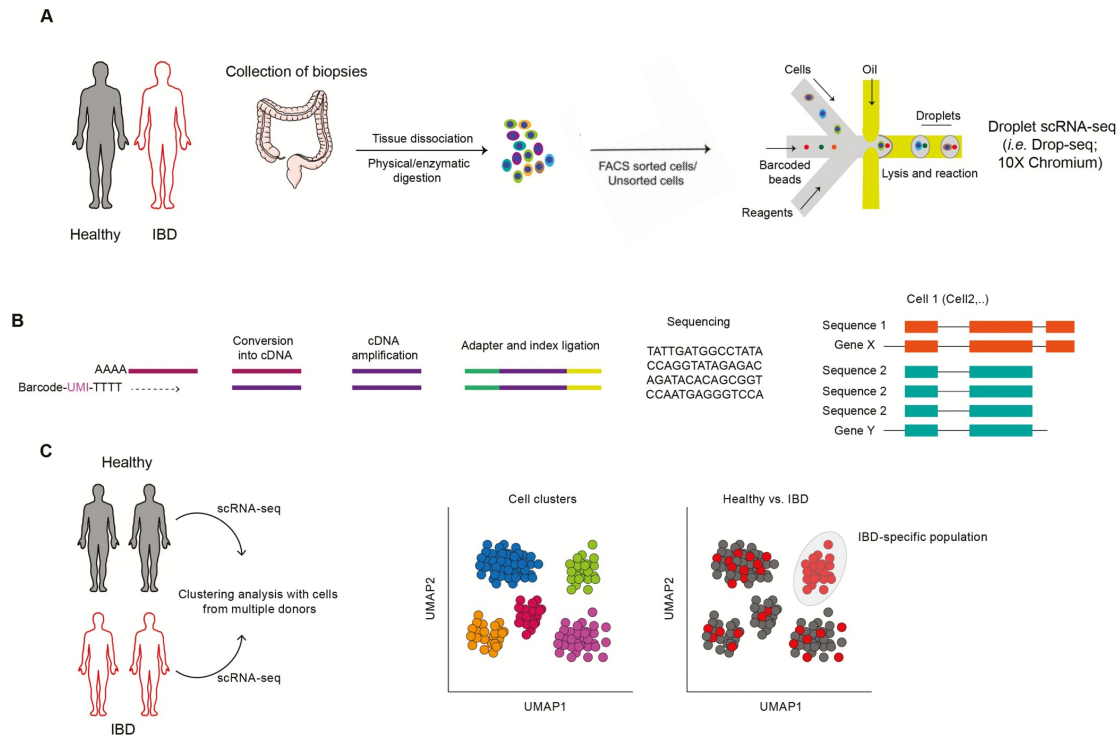 A
Healthy
IBD
Collection of biopsies
Tissue dissociation
Physical/enzymatic
digestion
FACS sorted cells/
Unsorted cells
Cells
Oil
Droplets
Barcoded
beads
Lysis and reaction
Reagents
Droplet scRNA-seq
(i.e. Drop-seq;
10X Chromium)
B
AAAA
Barcode-UMI-TTTT
Conversion
into cDNA
cDNA
amplification
Adapter and index ligation
Sequencing
TATTGATGGCCTATA
CCAGGTATAGAGAC
AGATACACAGCGGT
CCAATGAGGGTCCA
Cell 1 (Cell2,..)
Sequence 1
Gene X
Sequence 2
Sequence 2
Sequence 2
Gene Y
C
Healthy
scRNA-seq
Clustering analysis with cells
from multiple donors
scRNA-seq
IBD
Cell clusters
UMAP2
UMAP1
Healthy vs. IBD
IBD-specific population
UMAP2
UMAP1